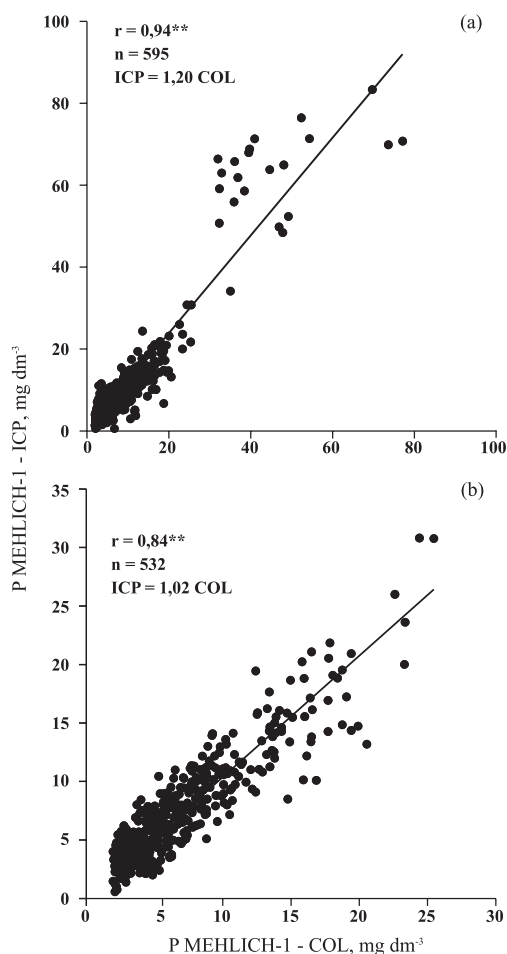 (a)
r = 0,94**
n = 595
ICP = 1,20 COL
100
80
60
40
20
0
0 20 40 60 80 100
P MEHLICH-1 - ICP, mg dm-3
(b)
r = 0,84**
n = 532
ICP = 1,02 COL
35
30
25
20
15
10
5
0
0 5 10 15 20 25 30
P MEHLICH-1 - COL, mg dm-3